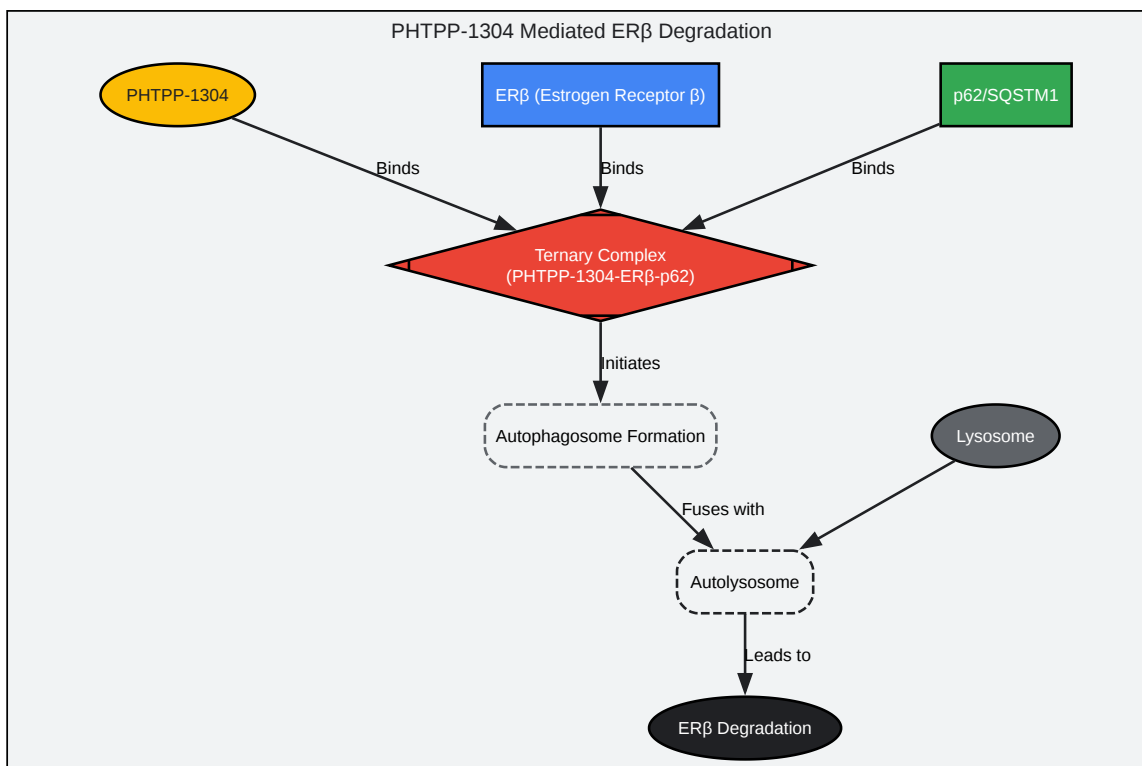 PHTPP-1304 Mediated ERβ Degradation
PHTPP-1304
ERβ (Estrogen Receptor β)
p62/SQSTM1
Binds
Binds
Binds
Ternary Complex
(PHTPP-1304-ERβ-p62)
Initiates
Autophagosome Formation
Lysosome
Fuses with
Autolysosome
Leads to
ERβ Degradation